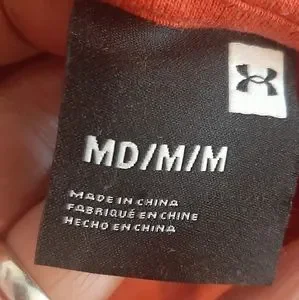 MD/M/M
MADE IN CHINA
FABRIQUÉ EN CHINE
HECHO EN CHINA